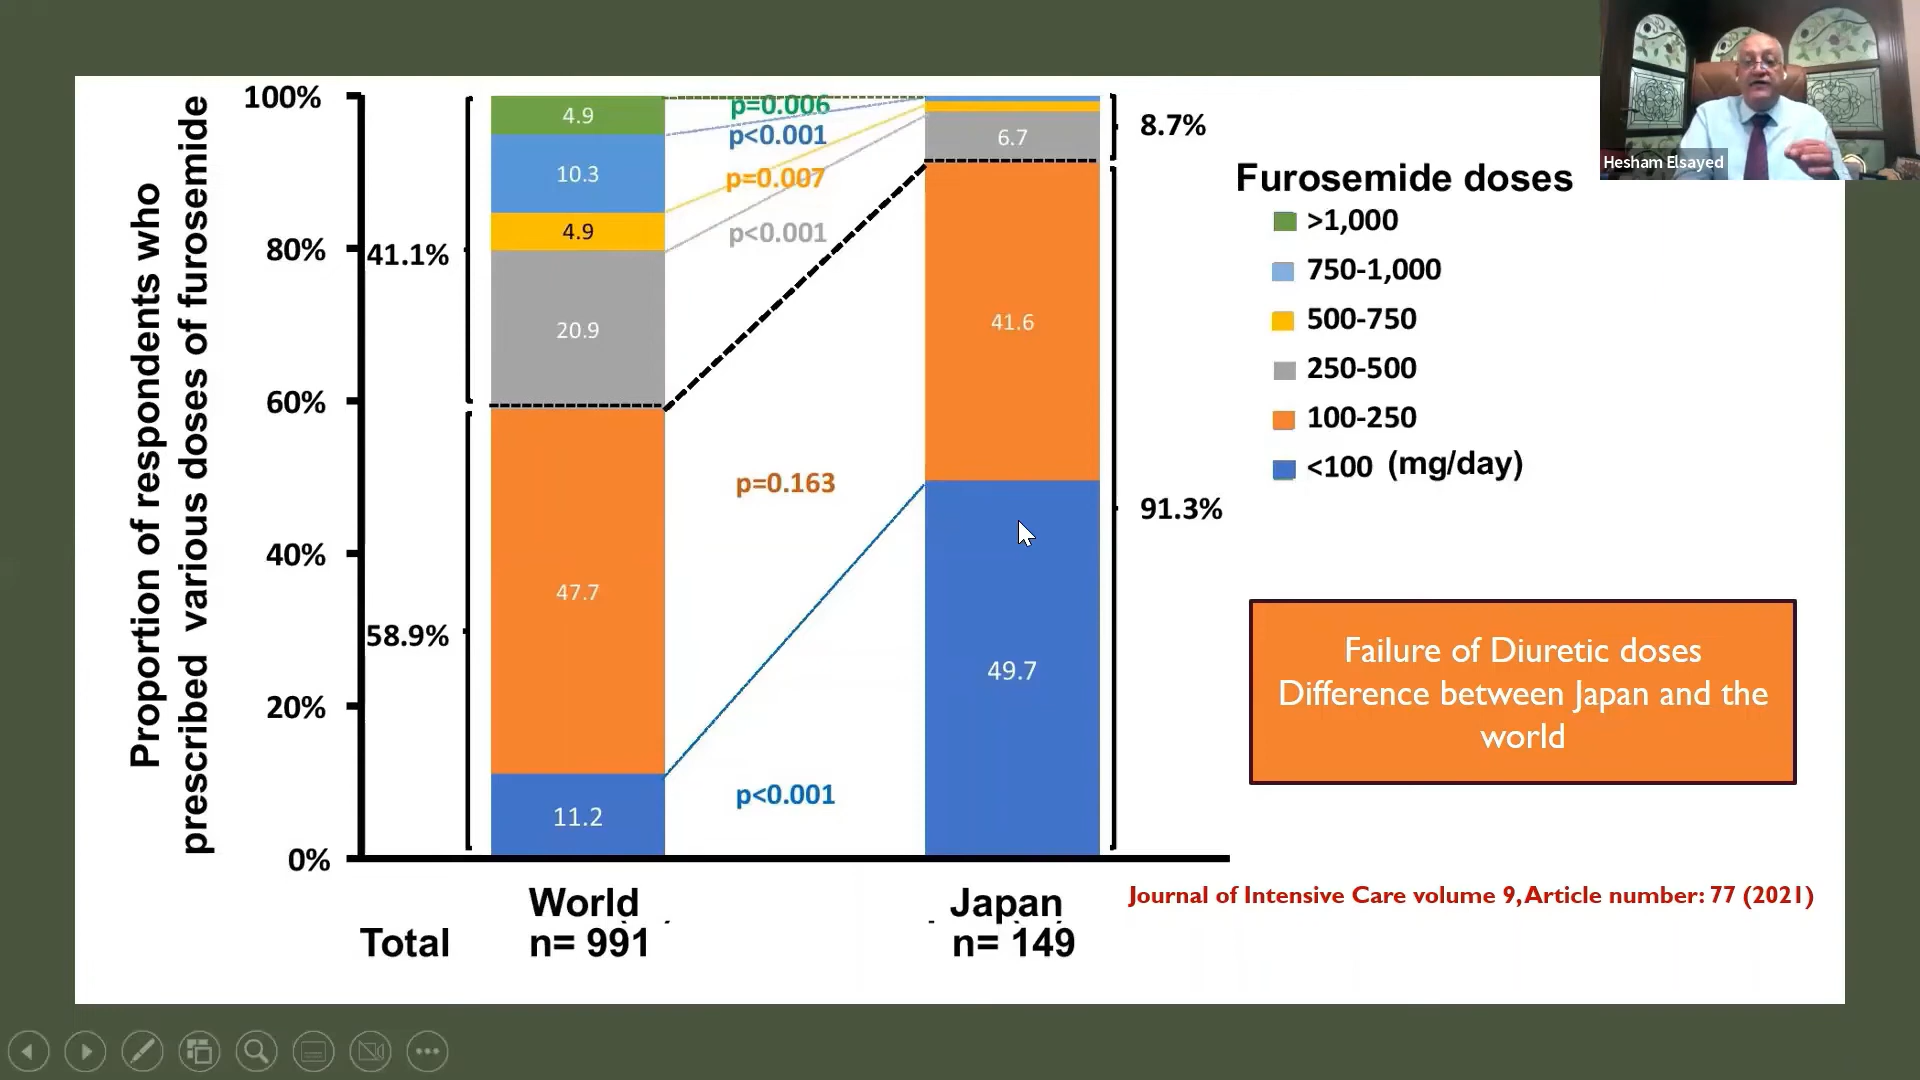 Proportion of respondents who
prescribed various doses of furosemide
100%
80%
60%
40%
20%
0%
41.1%
58.9%
4.9
10.3
4.9
20.9
47.7
11.2
p=0.006
p<0.001
p=0.007
p<0.001
p=0.163
p<0.001
6.7
41.6
49.7
8.7%
91.3%
World
Japan
Total n= 991 n= 149
Hesham Elsayed
Furosemide doses
>1,000
750-1,000
500-750
250-500
100-250
<100 (mg/day)
Failure of Diuretic doses
Difference between Japan and the
world
Journal of Intensive Care volume 9, Article number: 77 (2021)